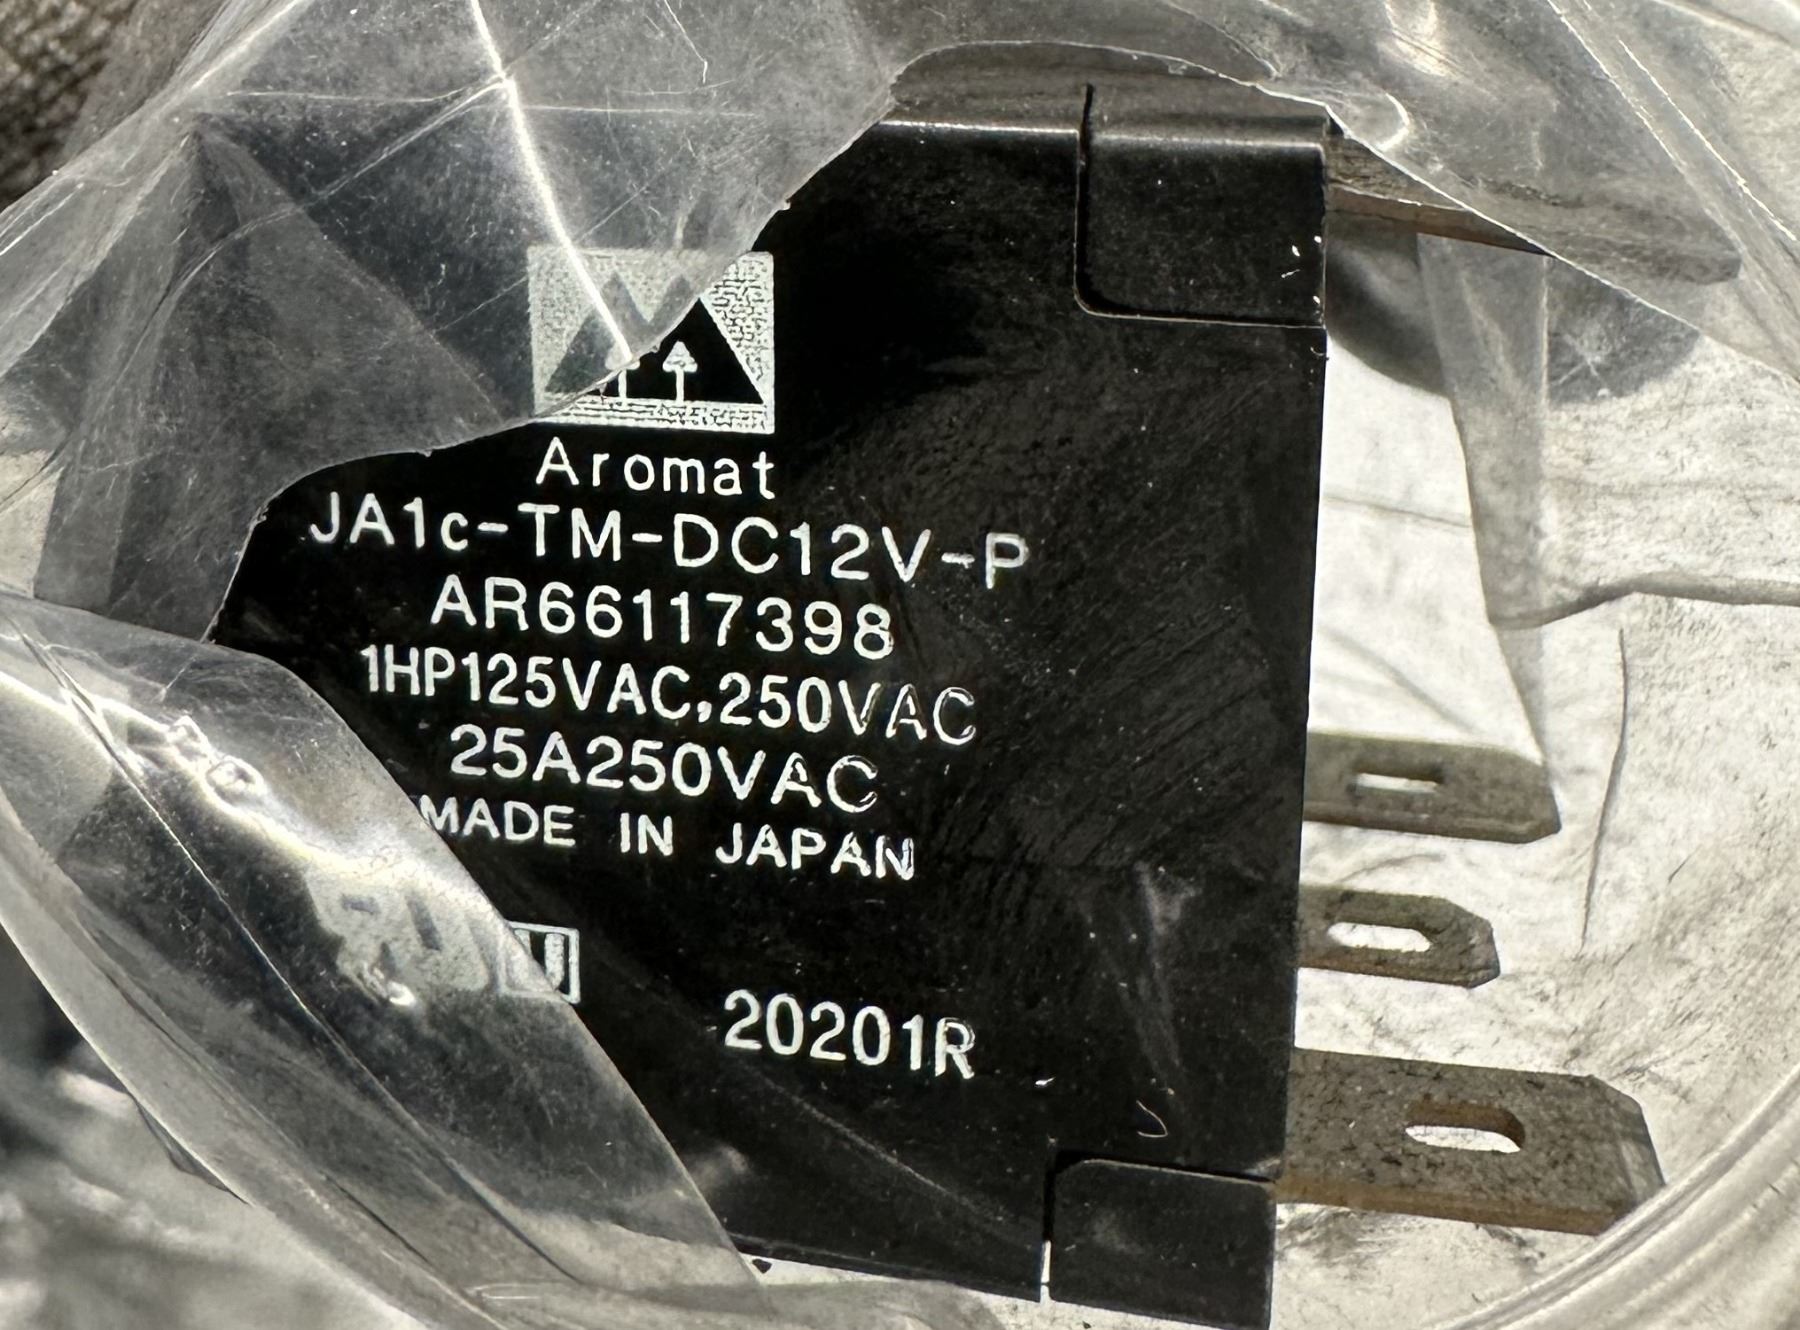 Aromat
JA1c-TM-DC12V-P
AR66117398
1HP125VAC,250VAC
25A250VAC
MADE IN JAPAN
20201R